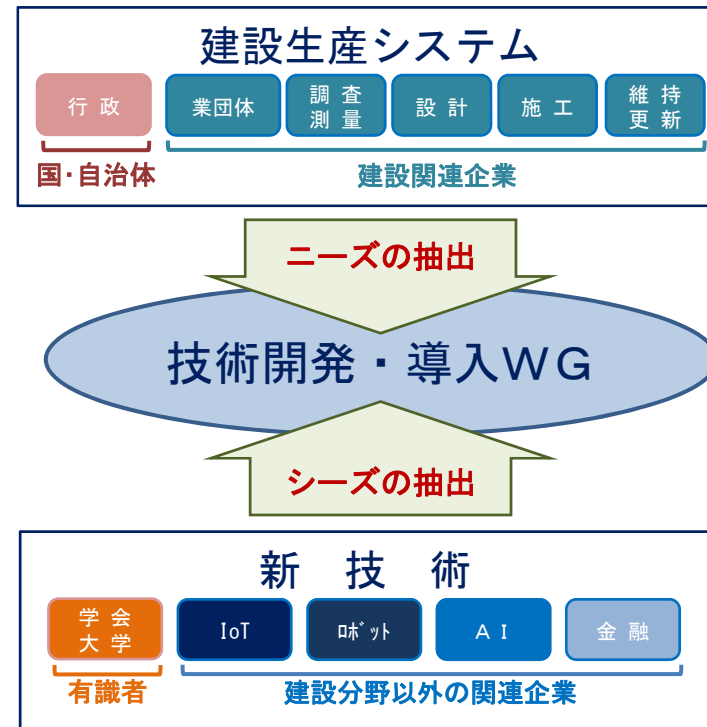 建設生産システム
行 政
業団体
調 査
測 量
設 計
施 工
維 持
更 新
国・自治体
建設関連企業
ニーズの抽出
技術開発・導入WG
シーズの抽出
新 技 術
学 会
大 学
IoT
ﾛﾎﾞｯﾄ
A I
金 融
有識者
建設分野以外の関連企業